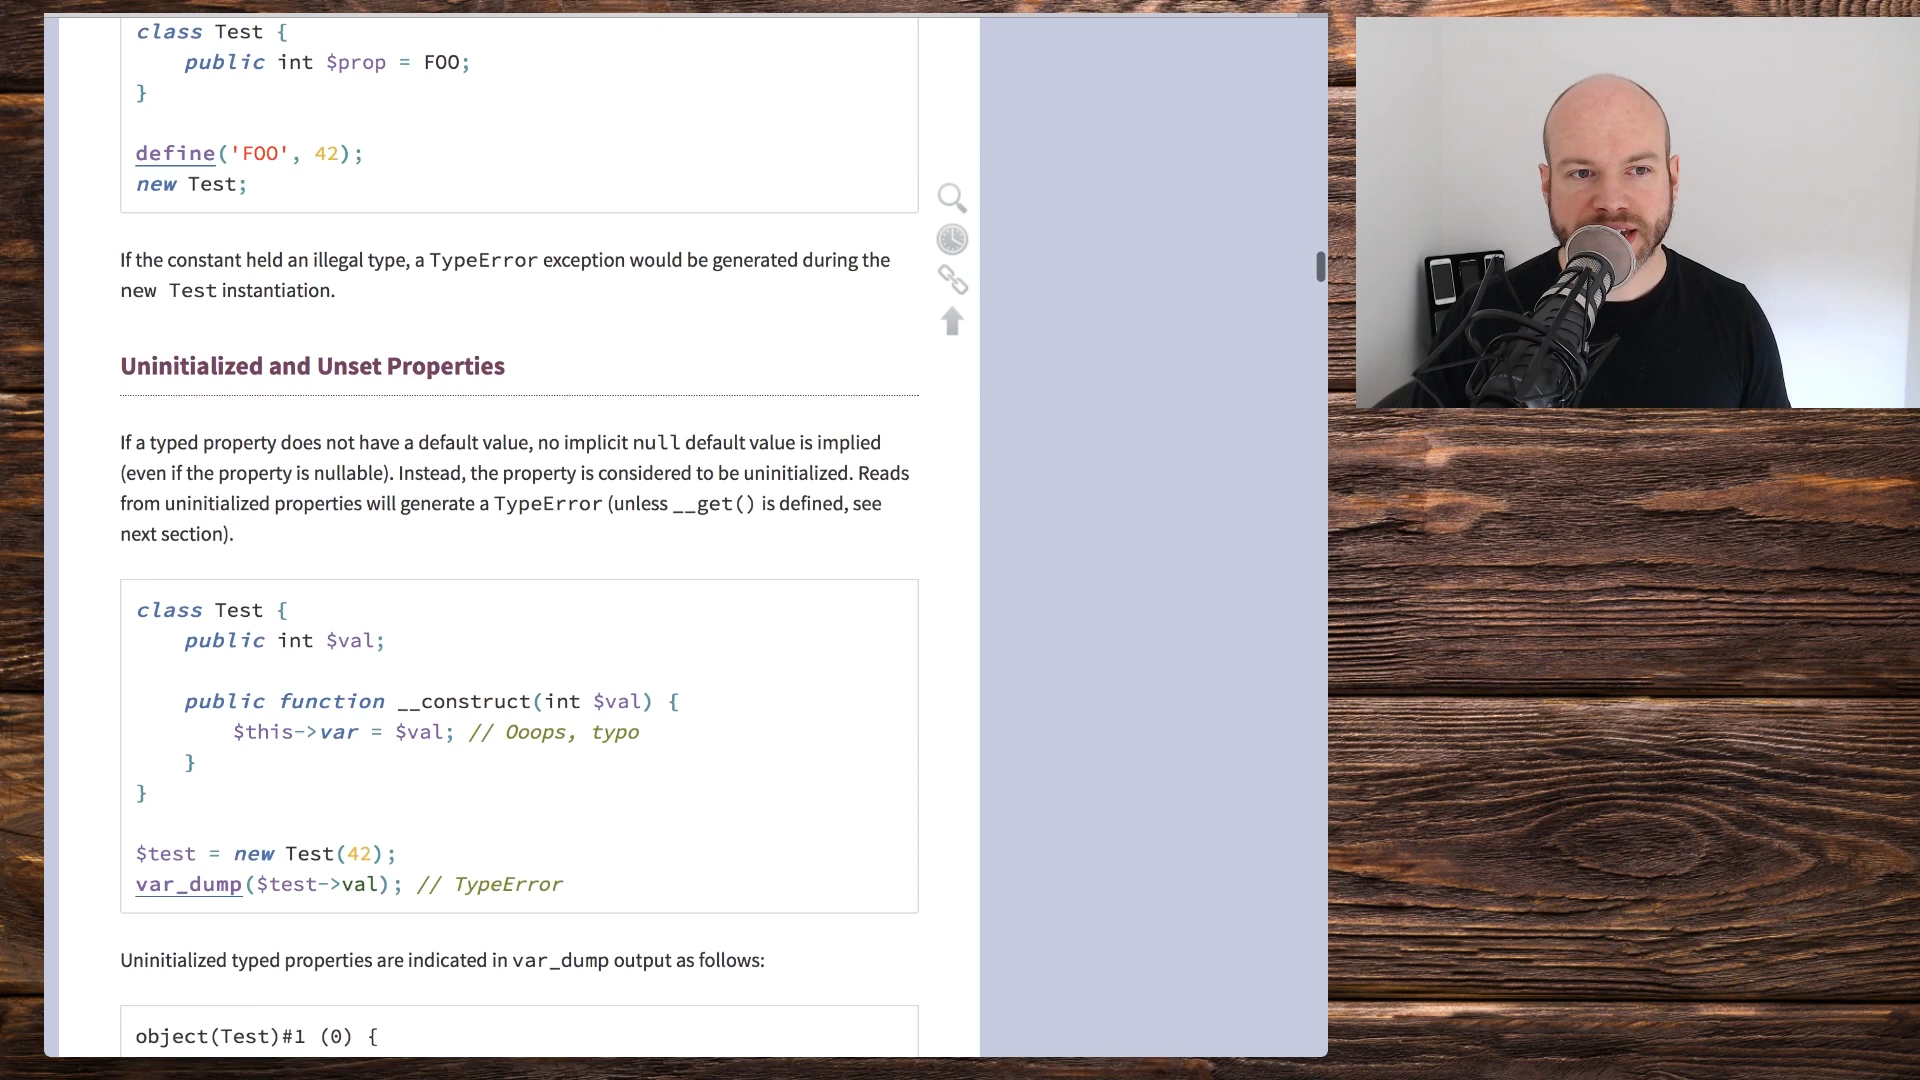 class Test {
    public int $prop = FOO;
}
define('FOO', 42);
new Test;
If the constant held an illegal type, a TypeError exception would be generated during the
new Test instantiation.
Uninitialized and Unset Properties
If a typed property does not have a default value, no implicit null default value is implied
(even if the property is nullable). Instead, the property is considered to be uninitialized. Reads
from uninitialized properties will generate a TypeError (unless __get() is defined, see
next section).
class Test {
    public int $val;
    public function __construct(int $val) {
        $this->var = $val; // Ooops, typo
    }
}
$test = new Test(42);
var_dump($test->val); // TypeError
Uninitialized typed properties are indicated in var_dump output as follows:
object(Test)#1 (0) {